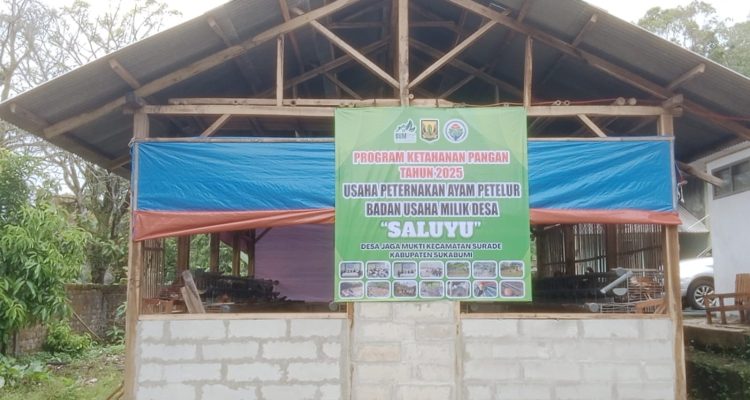 PROGRAM KETAHANAN PANGAN
TAHUN 2025
USAHA PETERNAKAN AYAM PETELUR
BADAN USAHA MILIK DESA
"SALUYU"
DESA JAGA MUKTI KECAMATAN SURADE
KABUPATEN SUKABUMI